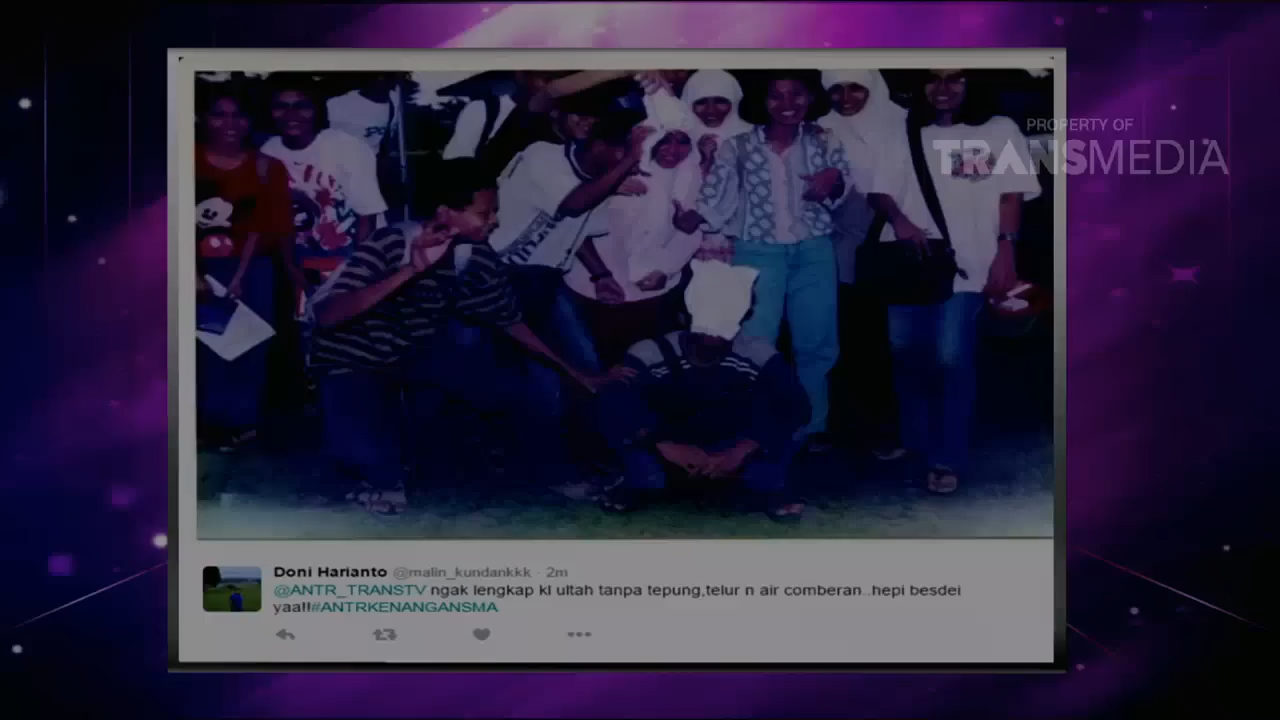 PROPERTY OF
TRANSMEDIA
Doni Harianto @malin_kundankkk · 2m
@ANTR_TRANSTV ngak lengkap kl ultah tanpa tepung,telur n air comberan..hepi besdei
yaa!!#ANTRKENANGANSMA